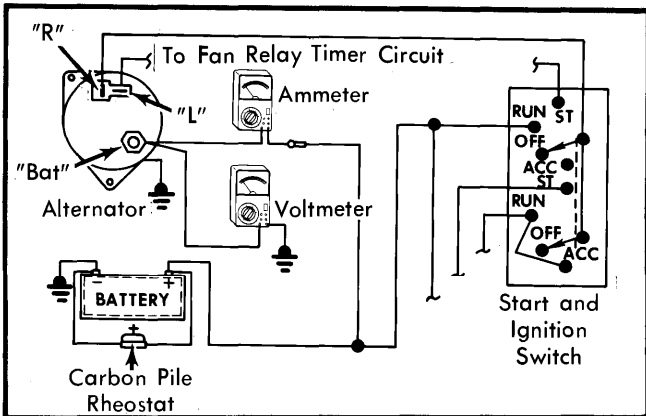 "R"
To Fan Relay Timer Circuit
Ammeter
"L"
"Bat"
Alternator
Voltmeter
RUN
ST
OFF
ACC
ST
RUN
OFF
ACC
Start and
Ignition
Switch
- +
BATTERY
+
Carbon Pile
Rheostat